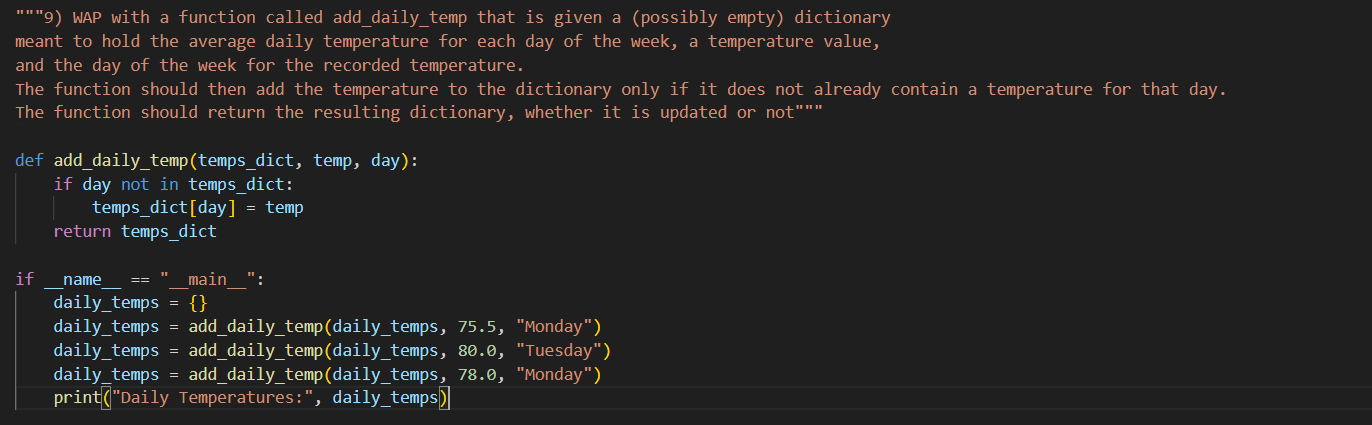 """9) WAP with a function called add_daily_temp that is given a (possibly empty) dictionary
meant to hold the average daily temperature for each day of the week, a temperature value,
and the day of the week for the recorded temperature.
The function should then add the temperature to the dictionary only if it does not already contain a temperature for that day.
The function should return the resulting dictionary, whether it is updated or not"""
def add_daily_temp(temps_dict, temp, day):
    if day not in temps_dict:
        temps_dict[day] = temp
    return temps_dict
if __name__ == "__main__":
    daily_temps = {}
    daily_temps = add_daily_temp(daily_temps, 75.5, "Monday")
    daily_temps = add_daily_temp(daily_temps, 80.0, "Tuesday")
    daily_temps = add_daily_temp(daily_temps, 78.0, "Monday")
    print("Daily Temperatures:", daily_temps)